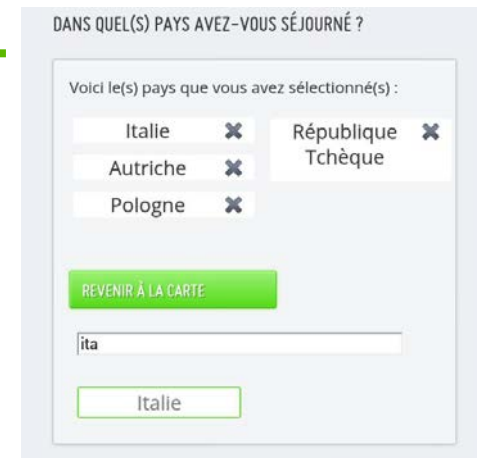 DANS QUEL(S) PAYS AVEZ-VOUS SÉJOURNÉ ?
Voici le(s) pays que vous avez sélectionné(s) :
Italie
Autriche
Pologne
République
Tchèque
REVENIR À LA CARTE
ita
Italie